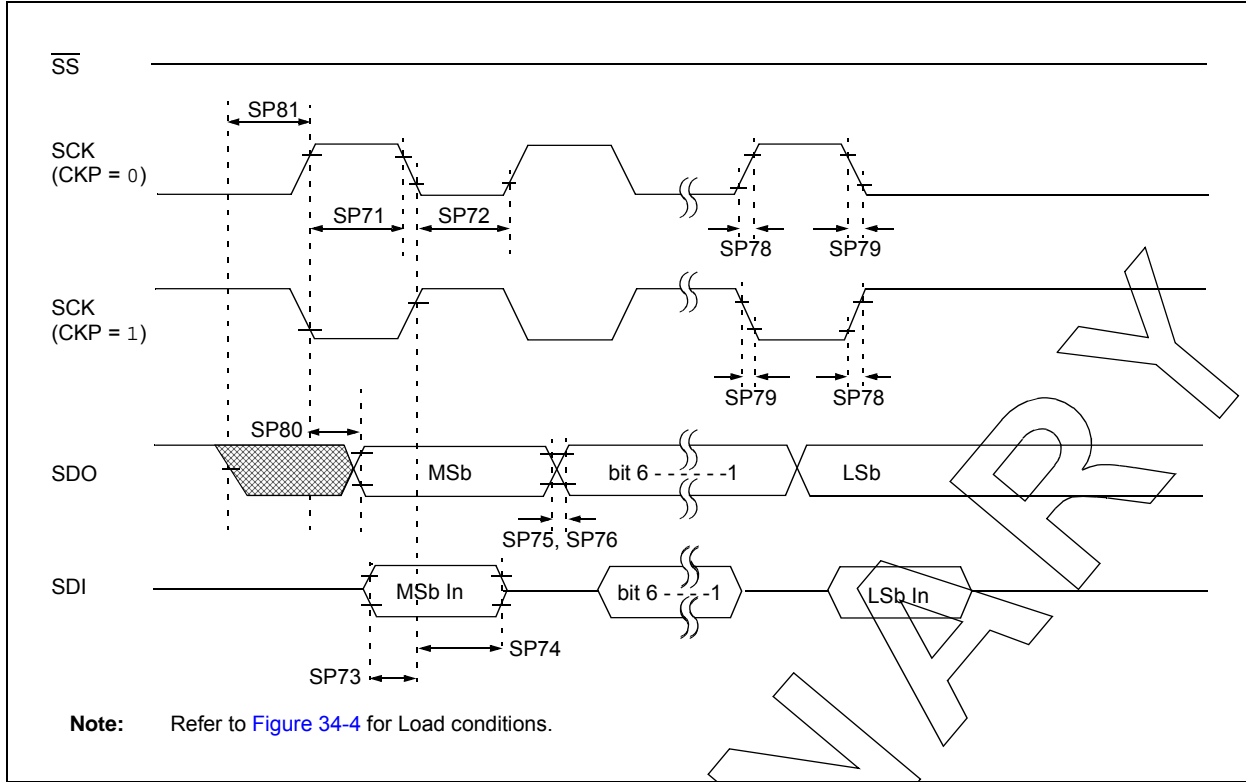 SS
SP81
SCK
(CKP = 0)
SP71
SP72
SP78
SP79
SCK
(CKP = 1)
SP79
SP78
SP80
SDO
MSb
bit 6 - - - - - -1
LSb
SP75, SP76
SDI
MSb In
bit 6 - - - - -1
LSb In
SP74
SP73
Note: Refer to Figure 34-4 for Load conditions.
V A R Y